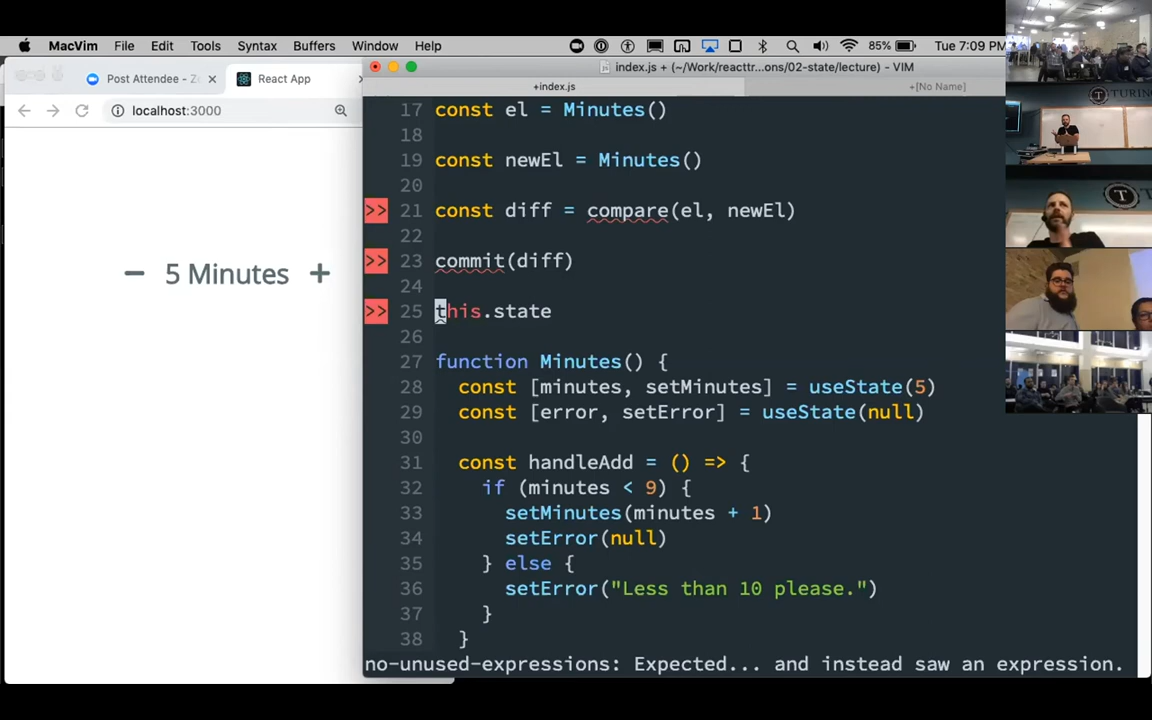 MacVim File Edit Tools Syntax Buffers Window Help 85% Tue 7:09 PM
Post Attendee - Z
React App
index.js + (~/Work/reacttr...ons/02-state/lecture) - VIM
+index.js
+[No Name]
localhost:3000
TURIN
T
5 Minutes
17 const el = Minutes()
18
19 const newEl = Minutes()
20
>> 21 const diff = compare(el, newEl)
22
>> 23 commit(diff)
24
>> 25 this.state
26
27 function Minutes() {
28 const [minutes, setMinutes] = useState(5)
29 const [error, setError] = useState(null)
30
31 const handleAdd = () => {
32 if (minutes < 9) {
33 setMinutes(minutes + 1)
34 setError(null)
35 } else {
36 setError("Less than 10 please.")
37 }
38 }
no-unused-expressions: Expected... and instead saw an expression.